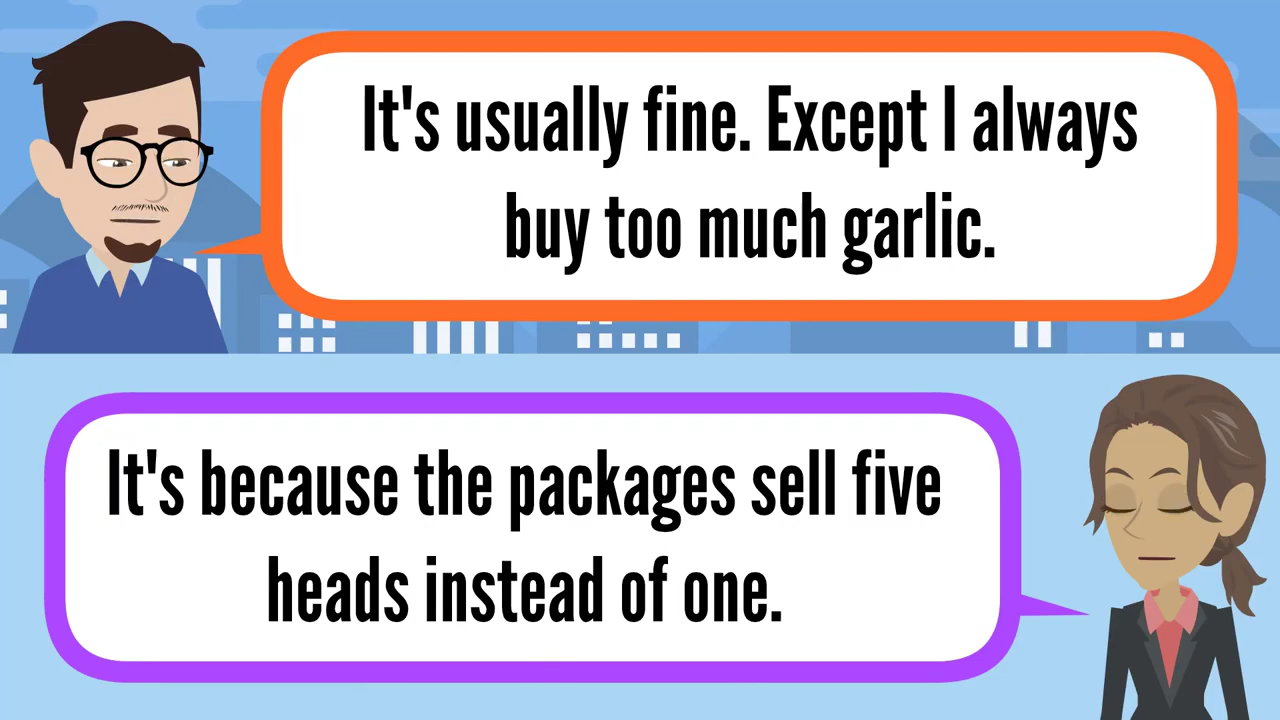 It's usually fine. Except I always
buy too much garlic.
It's because the packages sell five
heads instead of one.